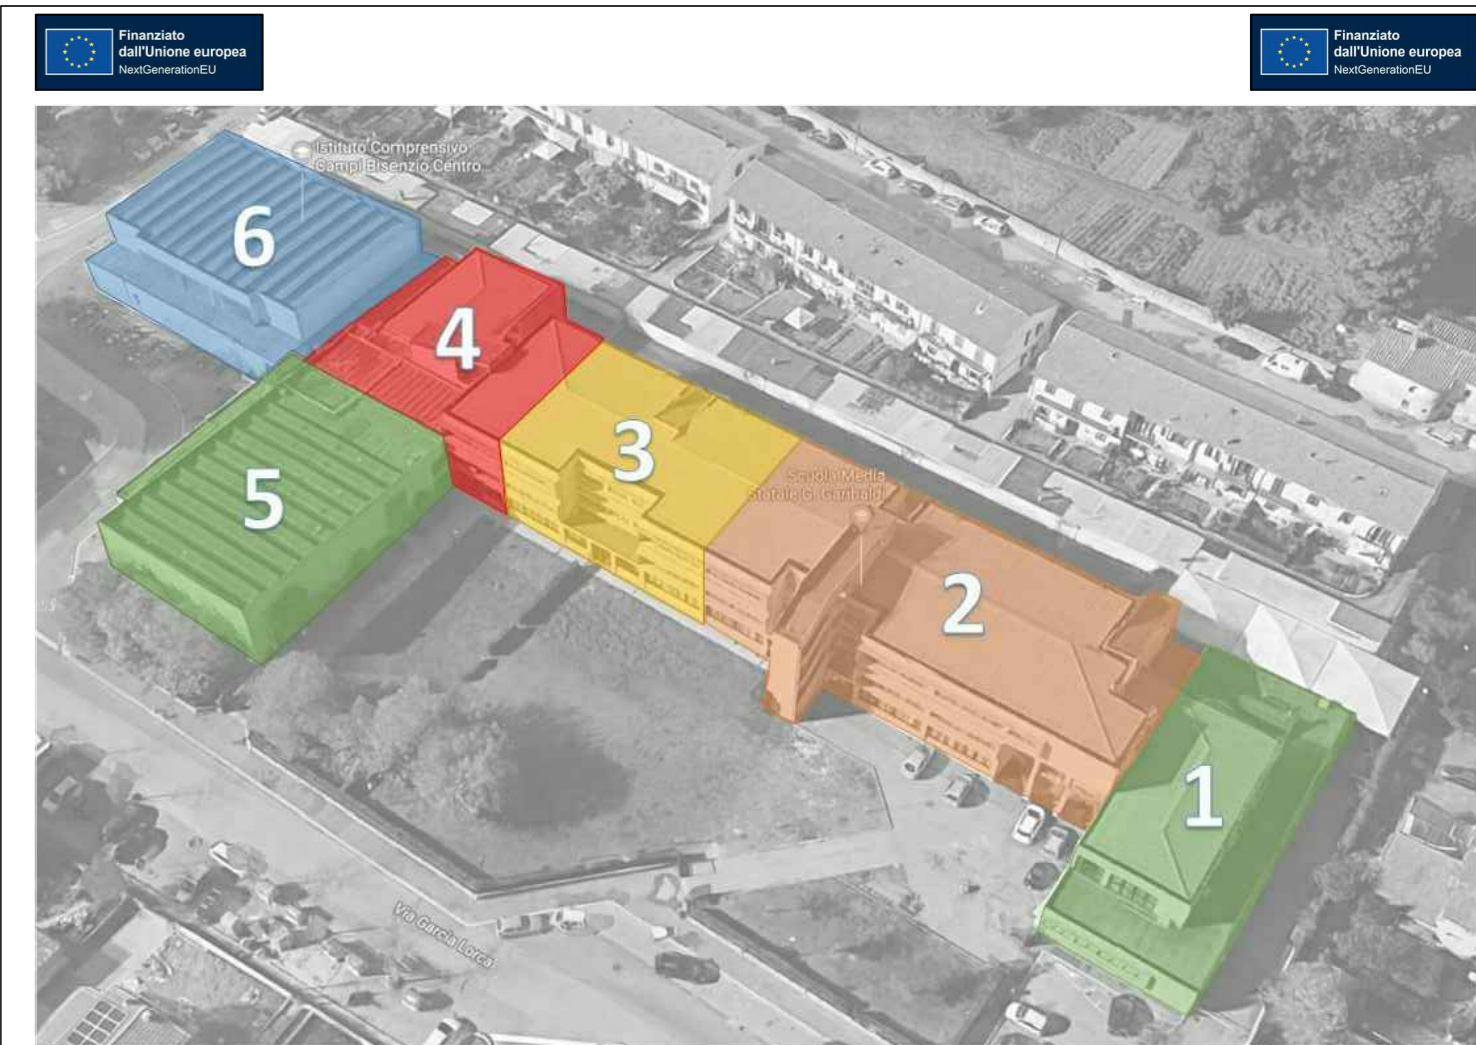 Finanziato
dall'Unione europea
NextGenerationEU
Finanziato
dall'Unione europea
NextGenerationEU
Istituto Comprensivo
Campi Bisenzio Centro
6
4
3
5
Scuola Media
Statale G. Garibaldi
2
1
Via Garcia Lorca